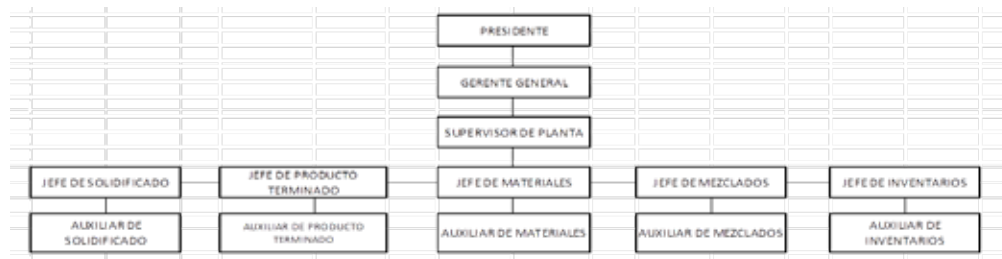 PRESIDENTE
GERENTE GENERAL
SUPERVISOR DE PLANTA
JEFE DE SOLIDIFICADO
JEFE DE PRODUCTO
TERMINADO
JEFE DE MATERIALES
JEFE DE MEZCLADOS
JEFE DE INVENTARIOS
AUXILIAR DE
SOLIDIFICADO
AUXILIAR DE PRODUCTO
TERMINADO
AUXILIAR DE MATERIALES
AUXILIAR DE MEZCLADOS
AUXILIAR DE
INVENTARIOS